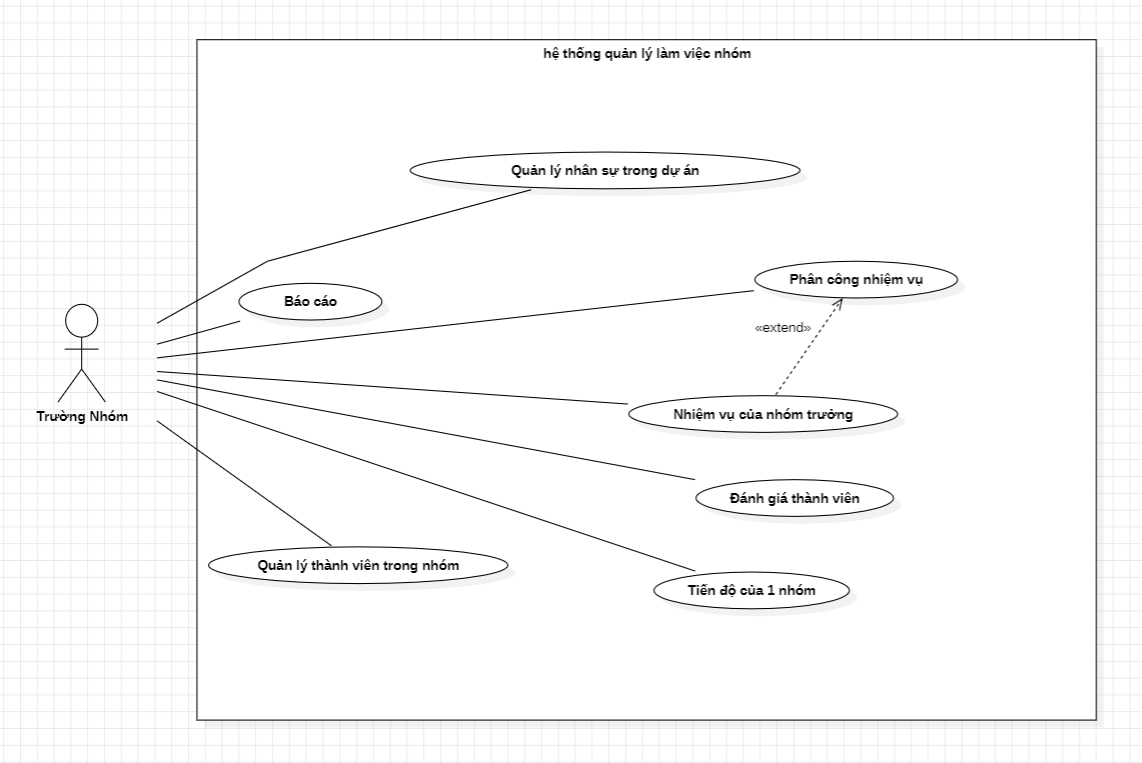 hệ thống quản lý làm việc nhóm
Quản lý nhân sự trong dự án
Phân công nhiệm vụ
Báo cáo
«extend»
Trường Nhóm
Nhiệm vụ của nhóm trưởng
Đánh giá thành viên
Quản lý thành viên trong nhóm
Tiến độ của 1 nhóm